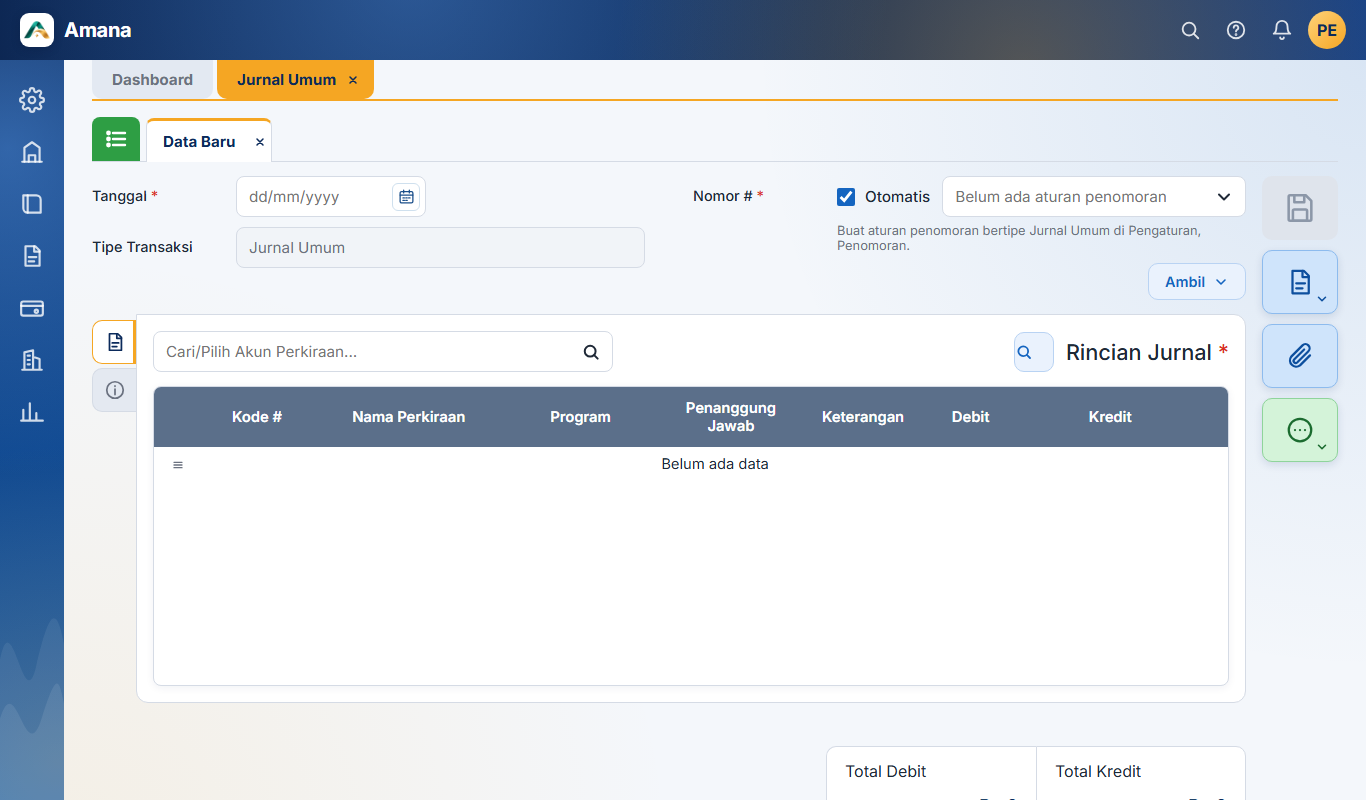 Amana
PE
Dashboard
Jurnal Umum ×
Data Baru ×
Tanggal *
dd/mm/yyyy
Nomor # *
Otomatis
Belum ada aturan penomoran
Buat aturan penomoran bertipe Jurnal Umum di Pengaturan,
Penomoran.
Tipe Transaksi
Jurnal Umum
Ambil
Cari/Pilih Akun Perkiraan...
Rincian Jurnal *
Kode #
Nama Perkiraan
Program
Penanggung
Jawab
Keterangan
Debit
Kredit
Belum ada data
Total Debit
Total Kredit